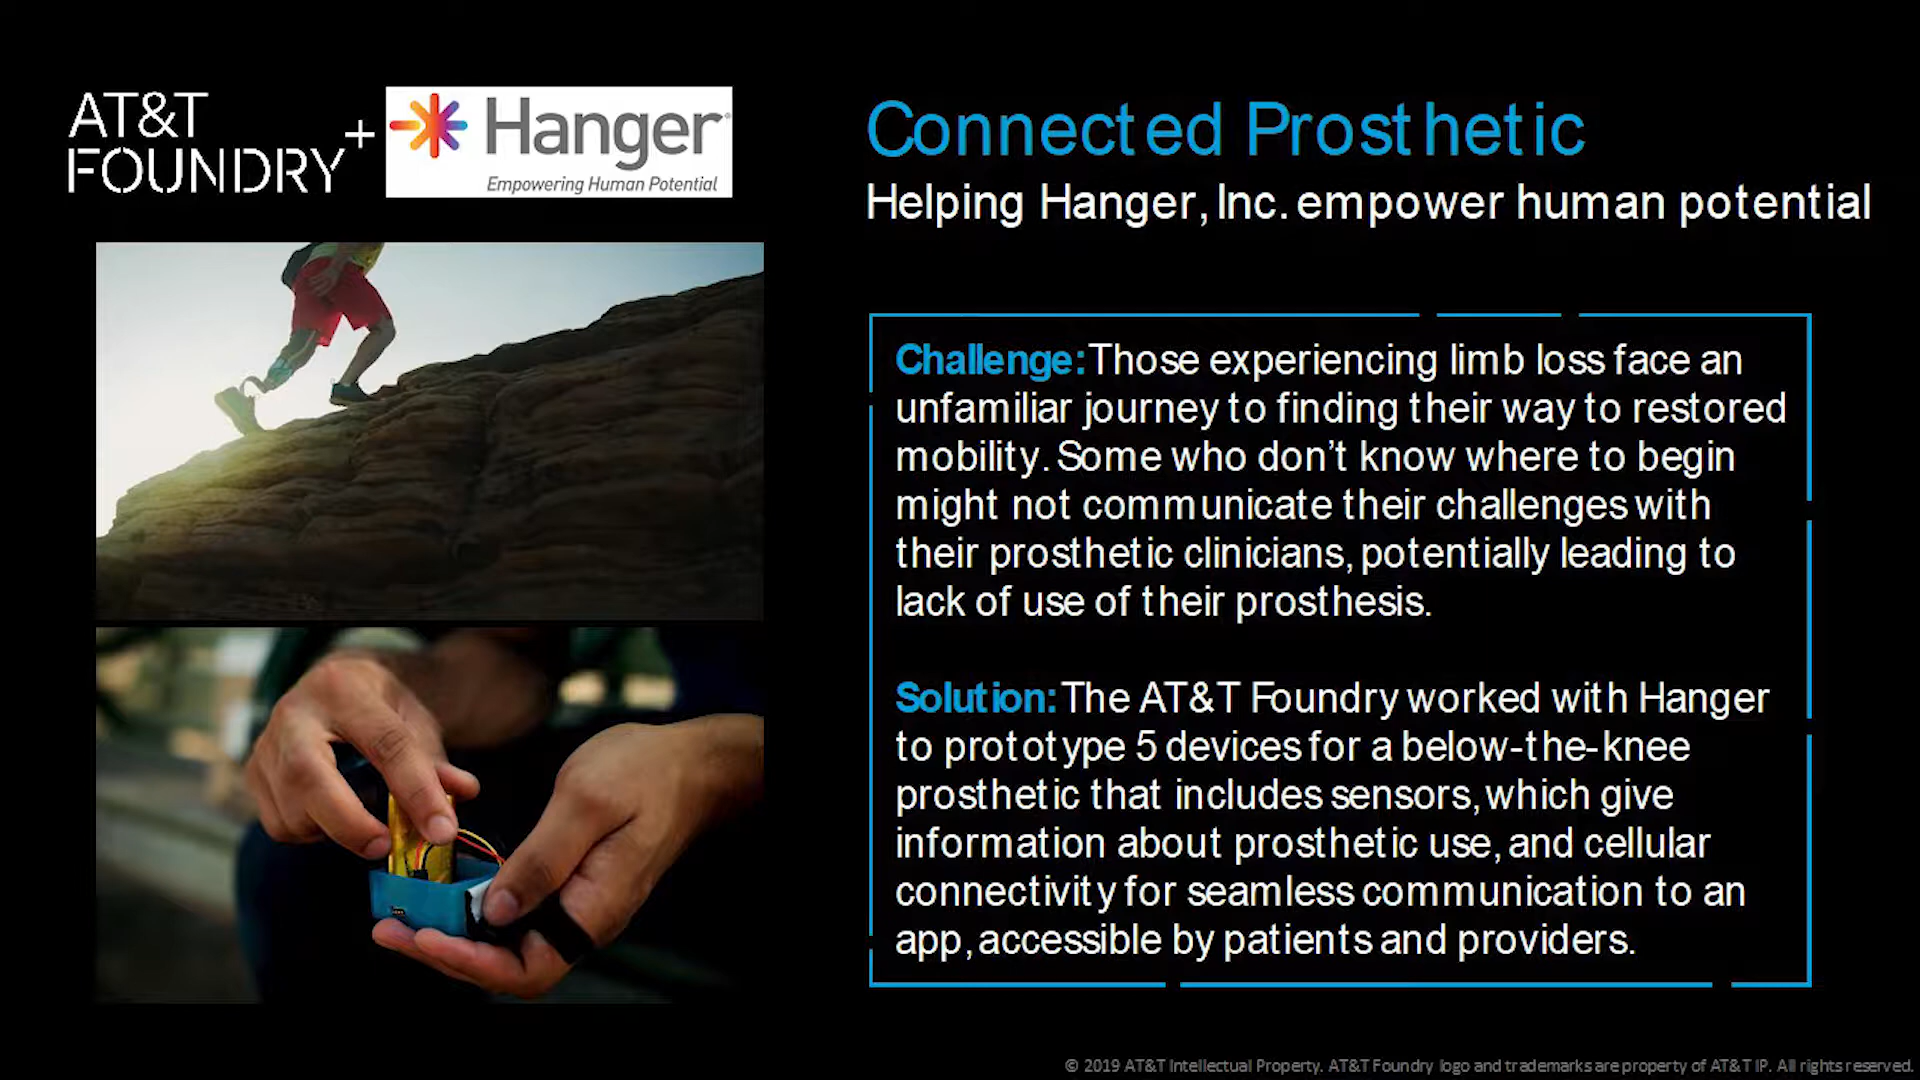 AT&T
FOUNDRY
+
Hanger
Empowering Human Potential
Connected Prosthetic
Helping Hanger, Inc. empower human potential
Challenge: Those experiencing limb loss face an
unfamiliar journey to finding their way to restored
mobility. Some who don’t know where to begin
might not communicate their challenges with
their prosthetic clinicians, potentially leading to
lack of use of their prosthesis.
Solution: The AT&T Foundry worked with Hanger
to prototype 5 devices for a below-the-knee
prosthetic that includes sensors, which give
information about prosthetic use, and cellular
connectivity for seamless communication to an
app, accessible by patients and providers.
© 2019 AT&T Intellectual Property. AT&T Foundry logo and trademarks are property of AT&T IP. All rights reserved.